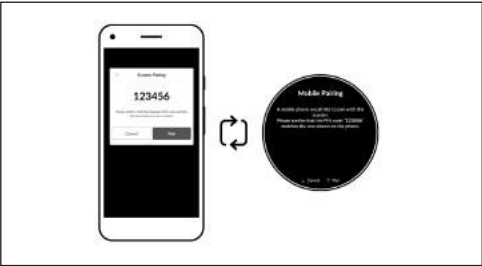 Scooter Pairing
123456
Cancel
Pair
Mobile Pairing
A mobile phone would like to pair with the
scooter.
Please confirm that the PIN code "123456"
matches the one shown on the phone.
Cancel
Pair